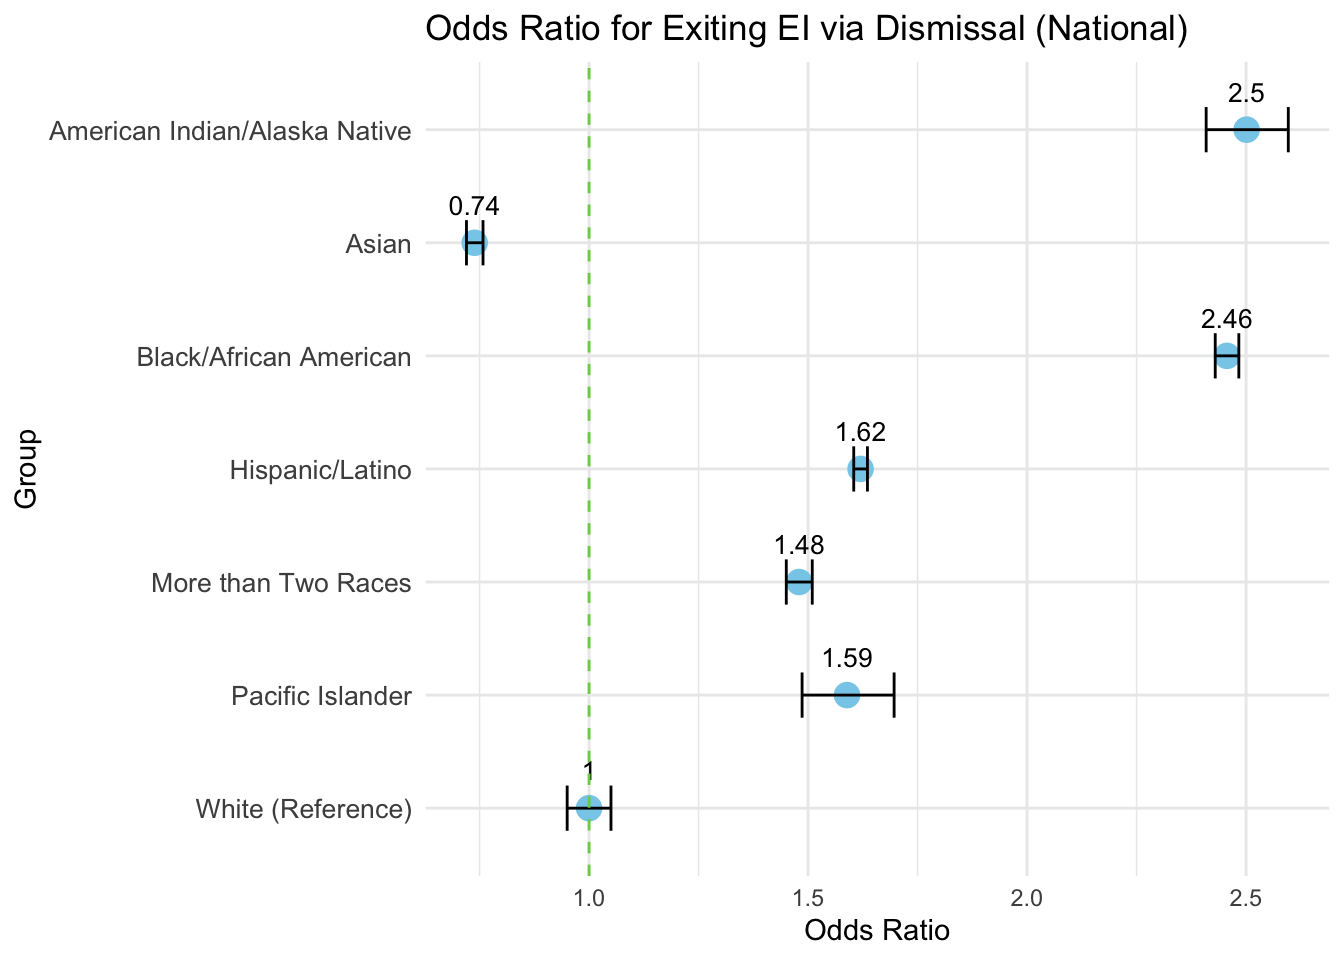 Odds Ratio for Exiting EI via Dismissal (National)
American Indian/Alaska Native
2.5
Asian
0.74
Black/African American
2.46
Hispanic/Latino
1.62
More than Two Races
1.48
Pacific Islander
1.59
White (Reference)
1
Group
1.0 1.5 2.0 2.5
Odds Ratio